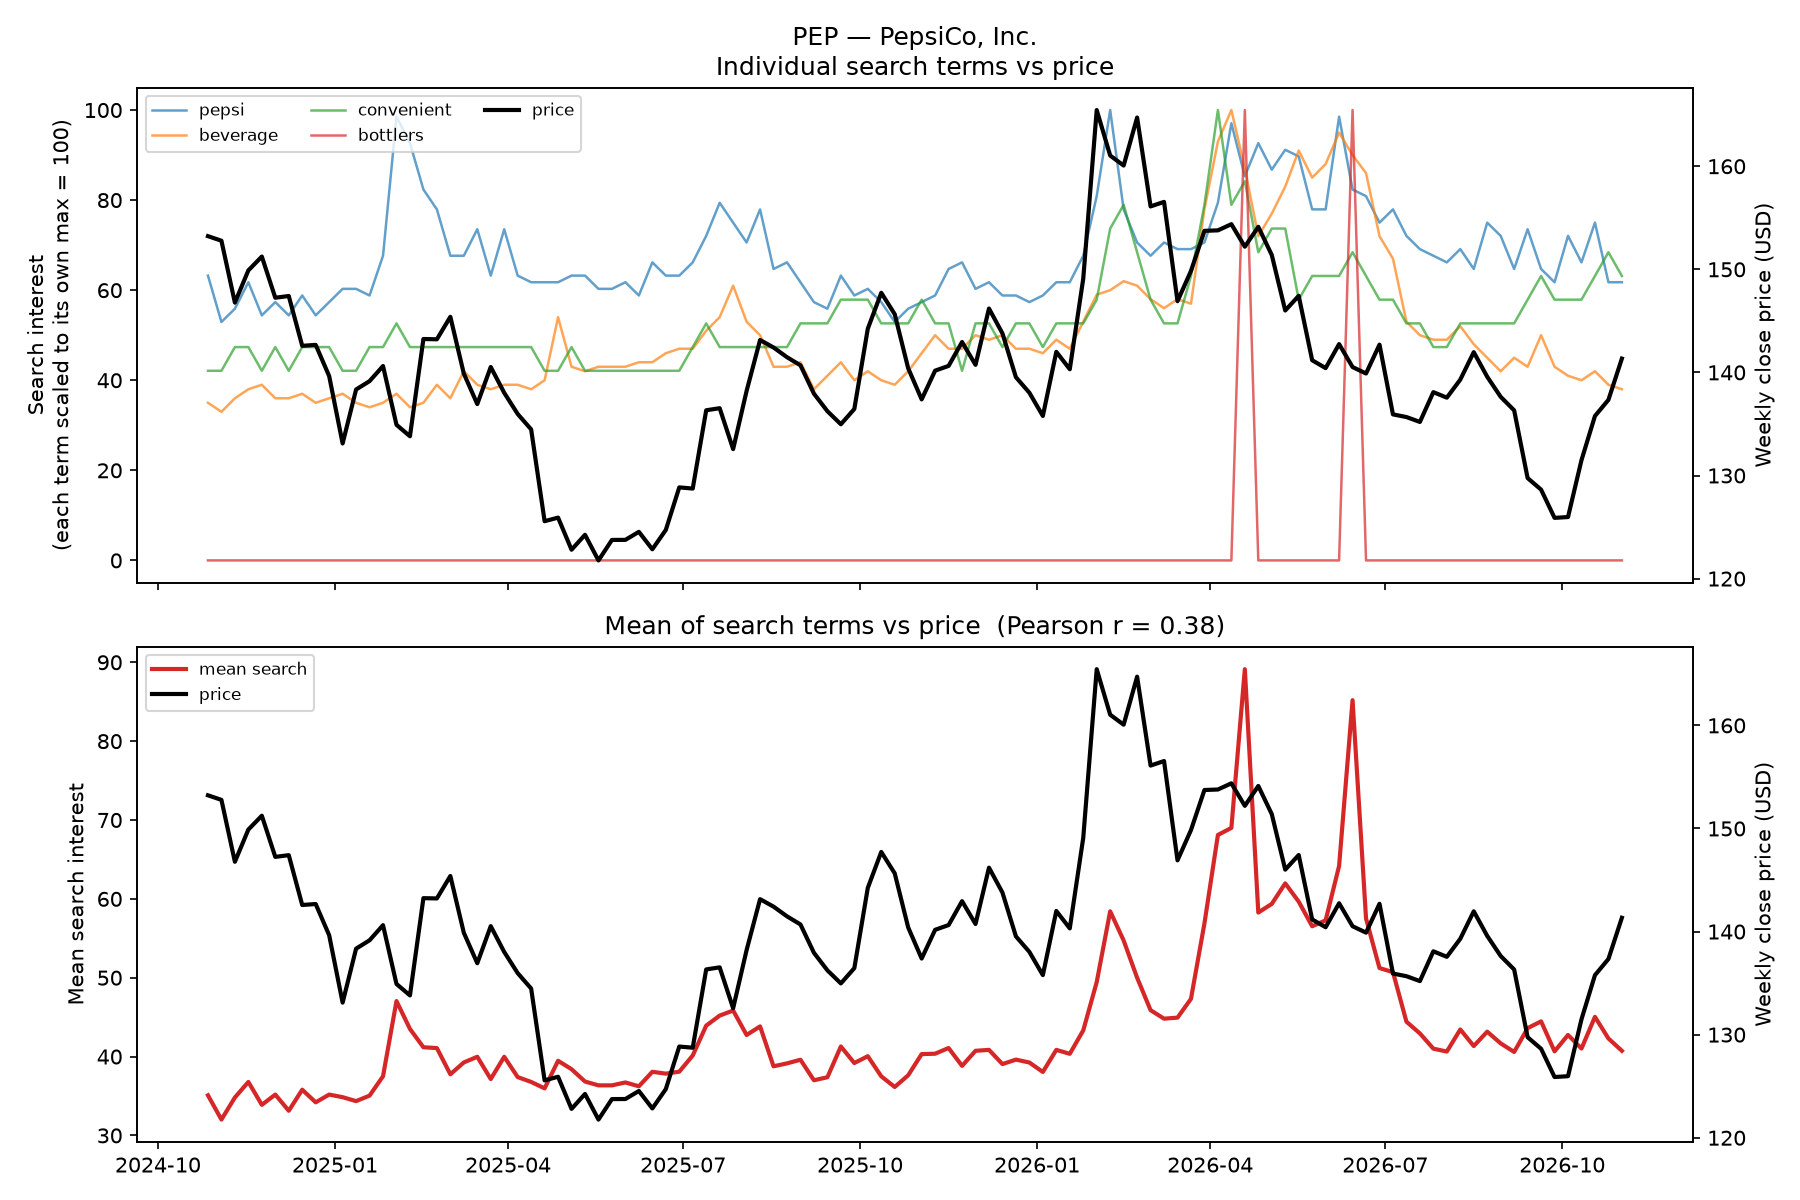 PEP — PepsiCo, Inc.
Individual search terms vs price
Search interest
(each term scaled to its own max = 100)
100
80
60
40
20
0
pepsi
beverage
convenient
bottlers
price
160
150
140
130
120
Weekly close price (USD)
Mean of search terms vs price (Pearson r = 0.38)
Mean search interest
90
80
70
60
50
40
30
mean search
price
160
150
140
130
120
Weekly close price (USD)
2024-10
2025-01
2025-04
2025-07
2025-10
2026-01
2026-04
2026-07
2026-10